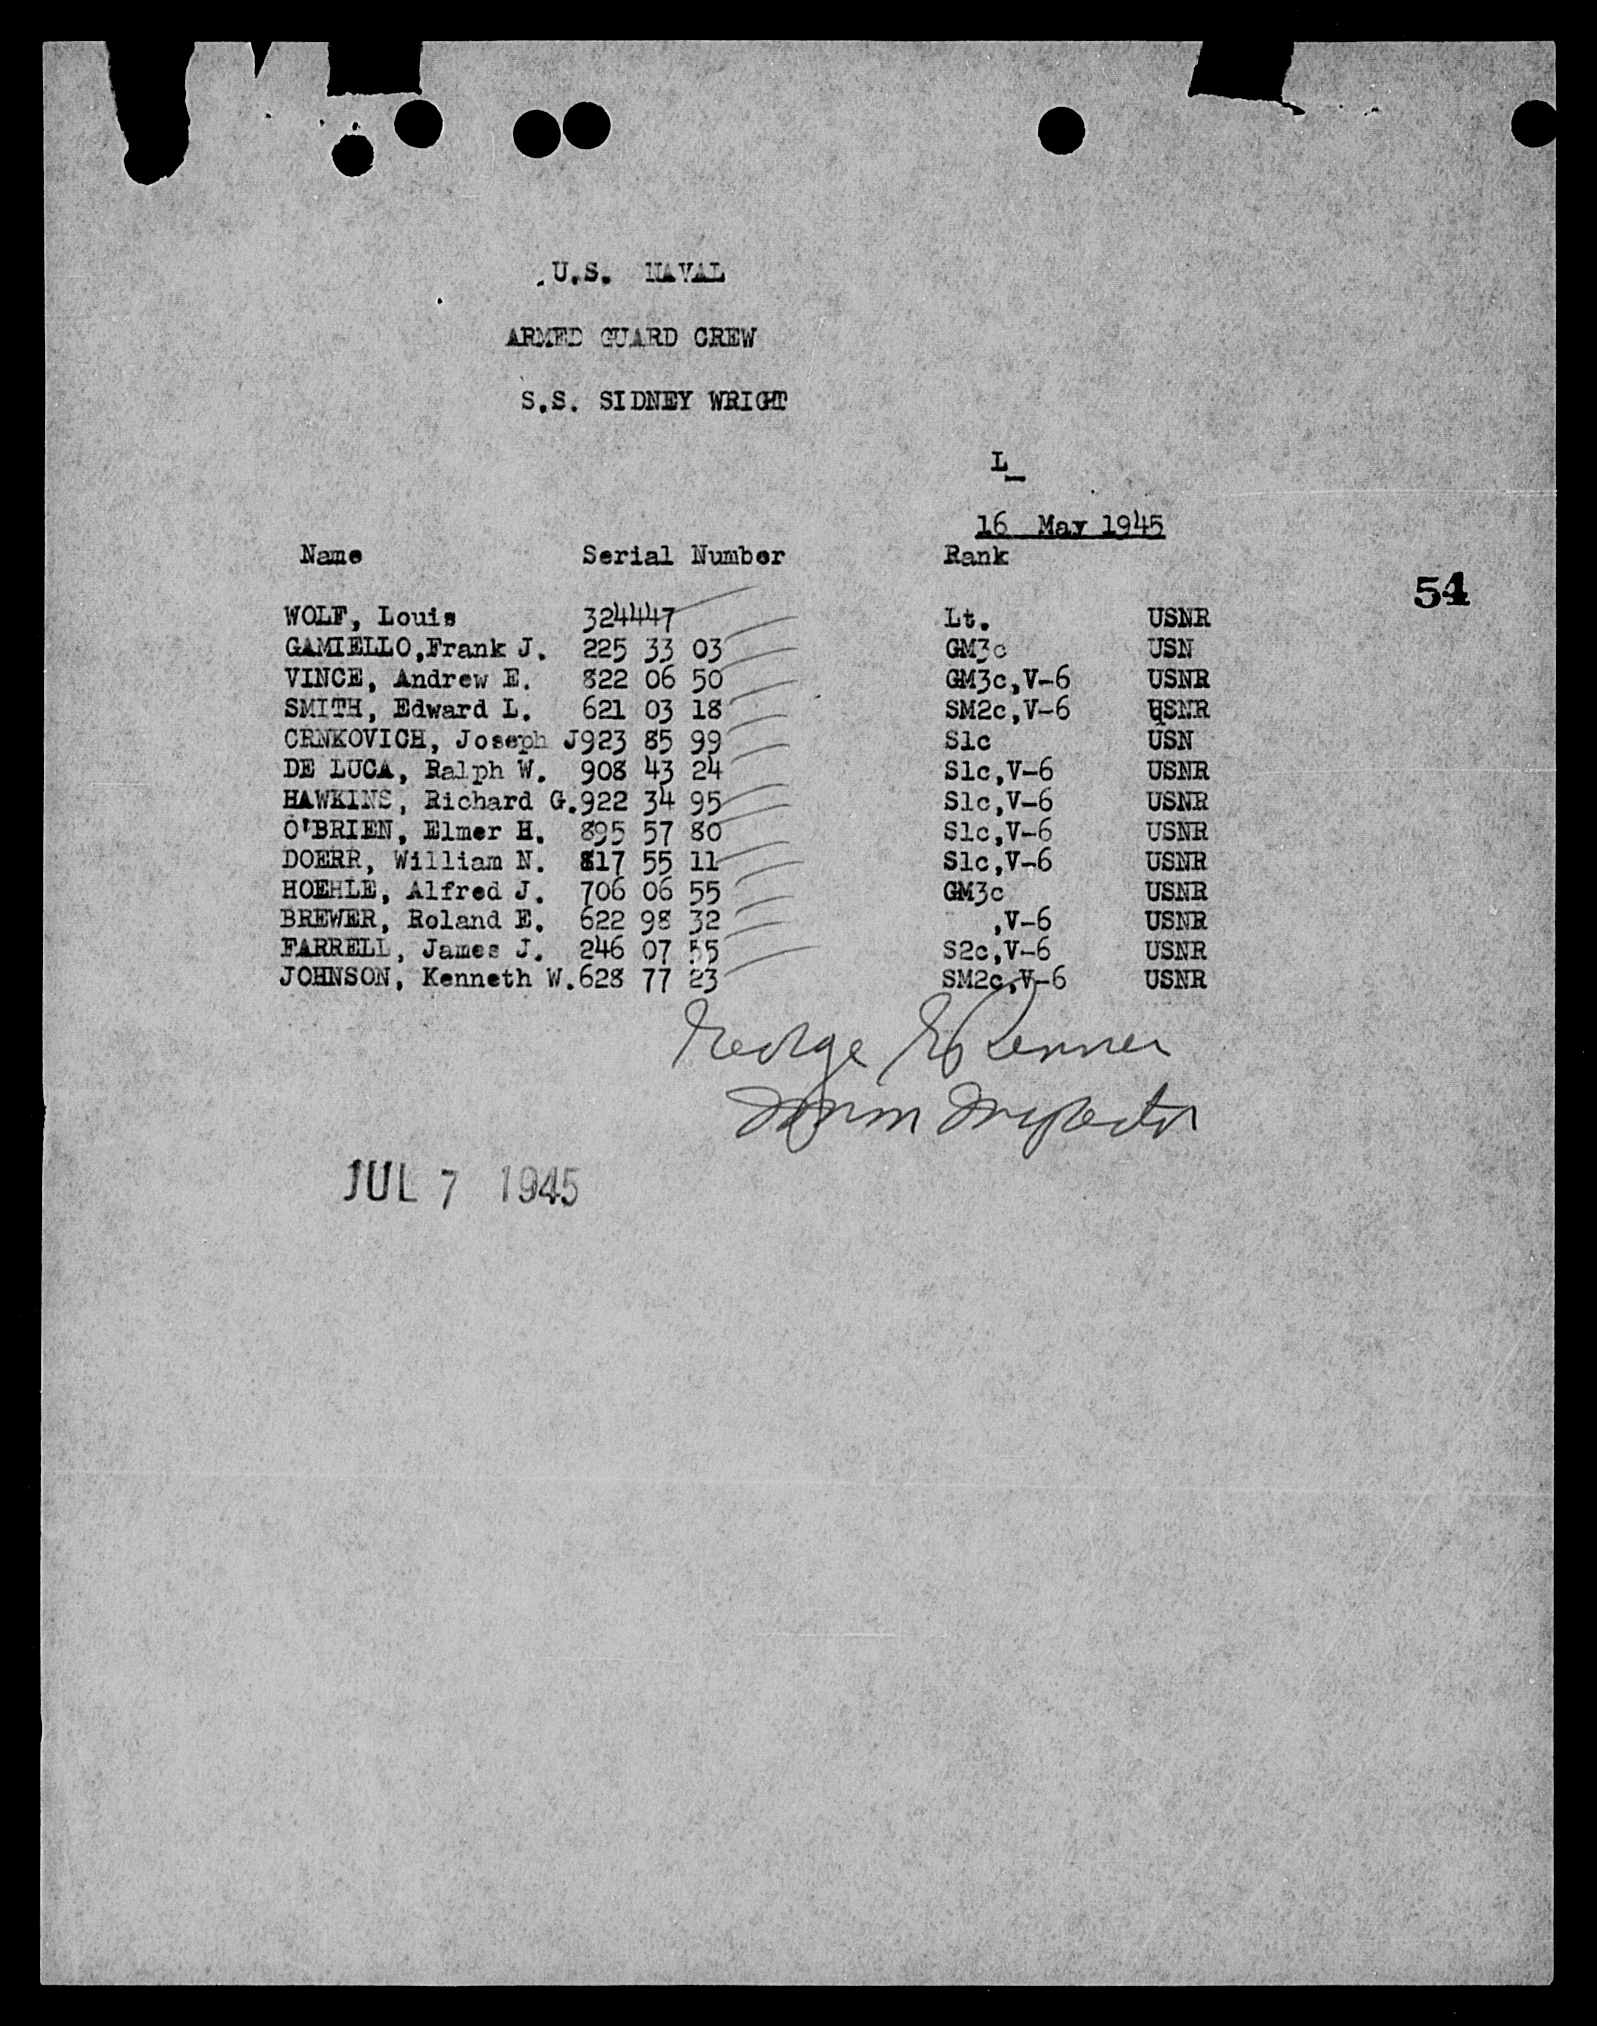 U.S. NAVAL
ARMED GUARD CREW
S.S. SIDNEY WRIGHT
L_
16 May 1945
Name Serial Number Rank
54
WOLF, Louis 324447 Lt. USNR
GAMIELLO,Frank J. 225 33 03 GM3c USN
VINCE, Andrew E. 822 06 50 GM3c,V-6 USNR
SMITH, Edward L. 621 03 18 SM2c,V-6 USNR
CRNKOVICH, Joseph J923 85 99 S1c USN
DE LUCA, Ralph W. 908 43 24 S1c,V-6 USNR
HAWKINS, Richard G.922 34 95 S1c,V-6 USNR
O'BRIEN, Elmer H. 895 57 80 S1c,V-6 USNR
DOERR, William N. 817 55 11 S1c,V-6 USNR
HOEHLE, Alfred J. 706 06 55 GM3c USNR
BREWER, Roland E. 622 98 32 ,V-6 USNR
FARRELL, James J. 246 07 55 S2c,V-6 USNR
JOHNSON, Kenneth W.628 77 23 SM2c,V-6 USNR
George
Immm Inspector
JUL 7 1945